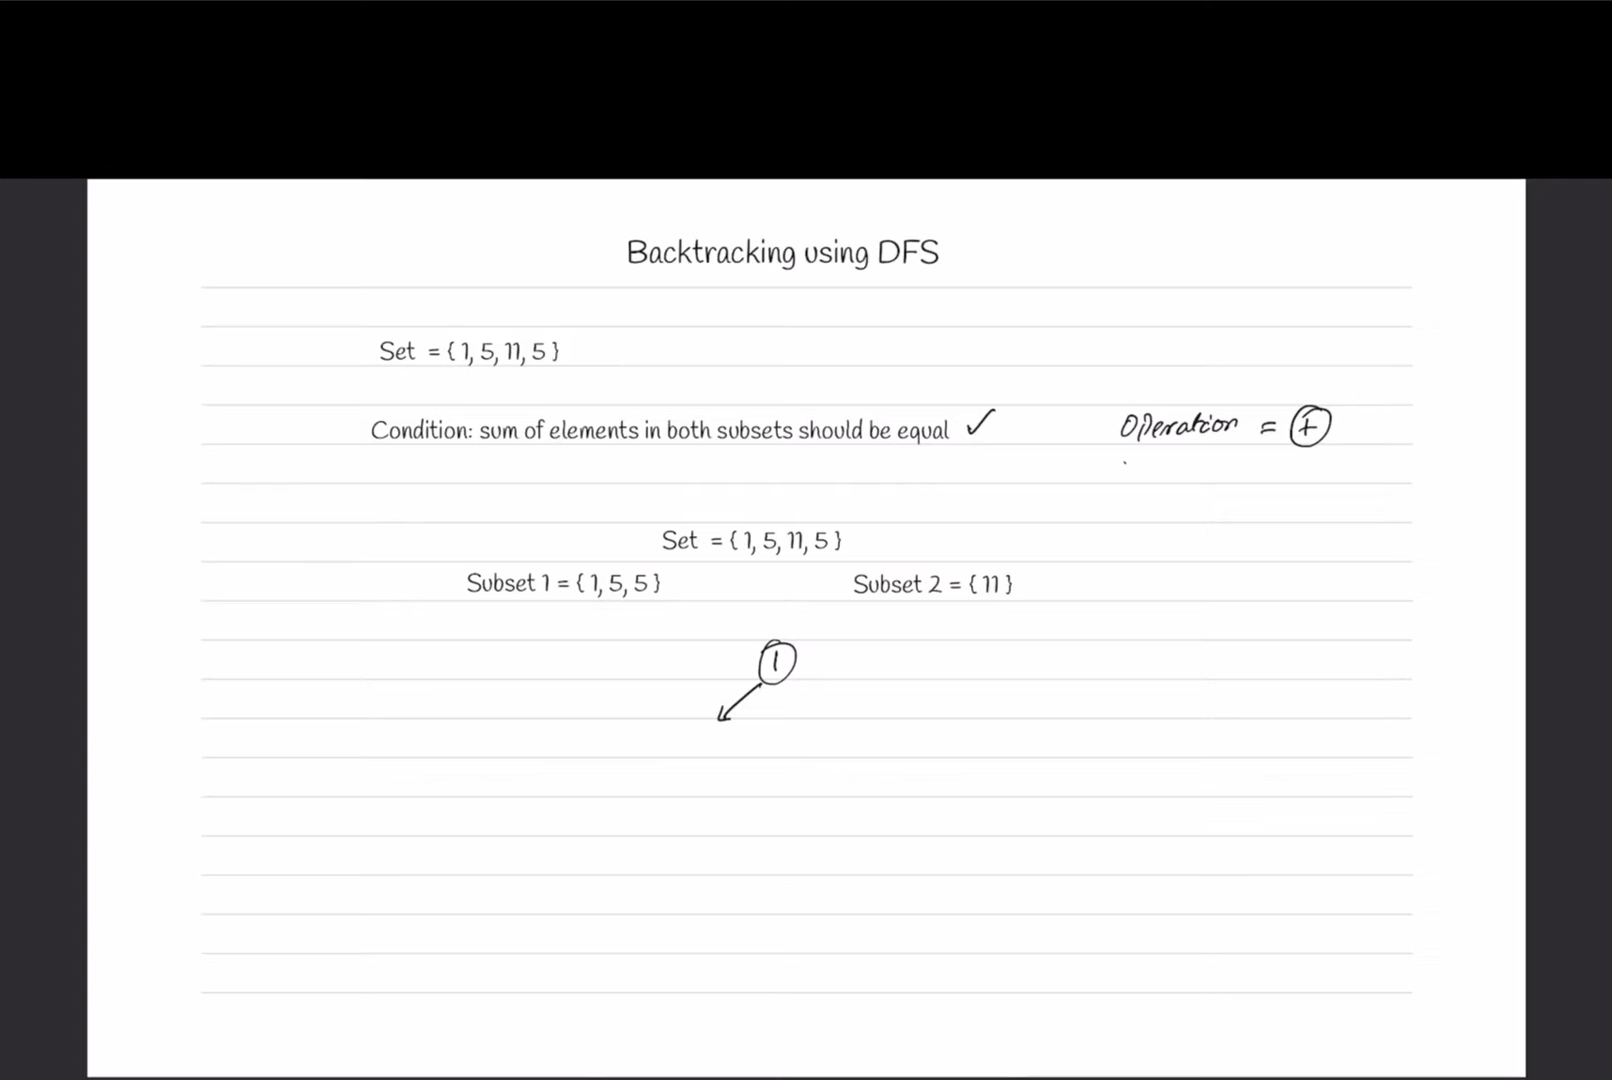 Backtracking using DFS
Set = { 1, 5, 11, 5 }
Condition: sum of elements in both subsets should be equal ✓ Operation = +
Set = { 1, 5, 11, 5 }
Subset 1 = { 1, 5, 5 } Subset 2 = { 11 }
1